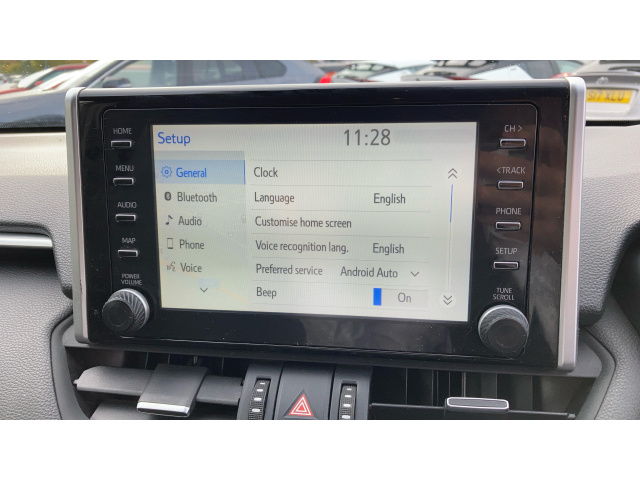 HOME
MENU
AUDIO
MAP
POWER
VOLUME
Setup
11:28
General
Bluetooth
Audio
Phone
Voice
Clock
Language English
Customise home screen
Voice recognition lang. English
Preferred service Android Auto
Beep On
CH >
< TRACK
PHONE
SETUP
TUNE
SCROLL